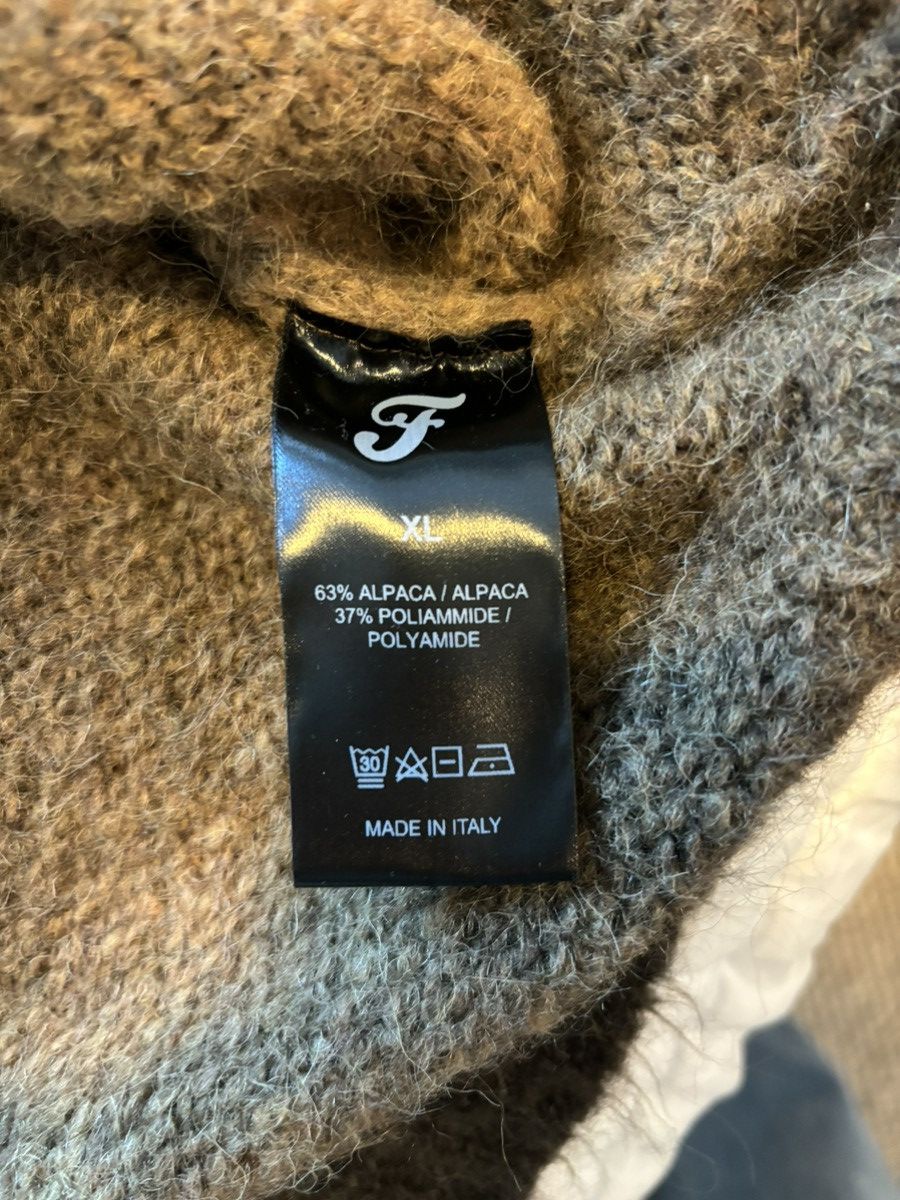 F
XL
63% ALPACA / ALPACA
37% POLIAMMIDE /
POLYAMIDE
30
MADE IN ITALY